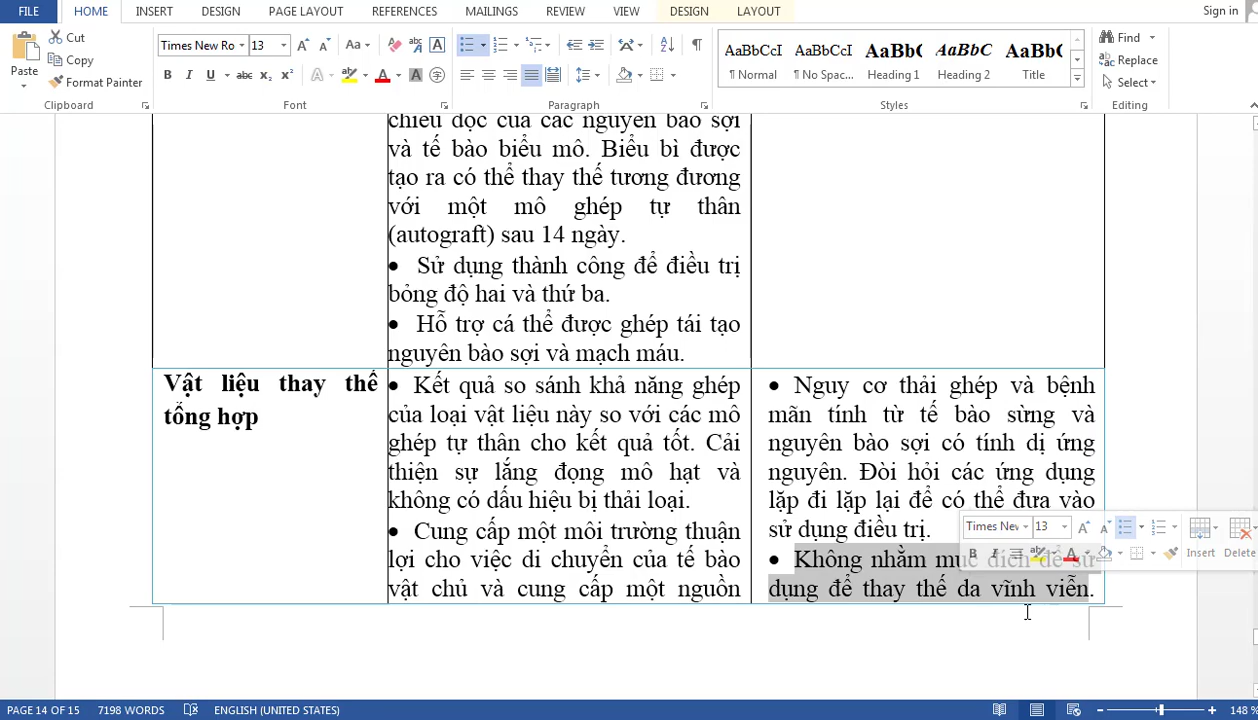 FILE HOME INSERT DESIGN PAGE LAYOUT REFERENCES MAILINGS REVIEW VIEW DESIGN LAYOUT Sign in
Paste
Cut
Copy
Format Painter
Clipboard
Times New Ro 13
Font
Paragraph
AaBbCcI AaBbCcI AaBbC AaBbCc AaBb(
¶ Normal ¶ No Spac... Heading 1 Heading 2 Title
Styles
Find
Replace
Select
Editing
chiều dọc của các nguyên bào sợi
và tế bào biểu mô. Biểu bì được
tạo ra có thể thay thế tương đương
với một mô ghép tự thân
(autograft) sau 14 ngày.
• Sử dụng thành công để điều trị
bỏng độ hai và thứ ba.
• Hỗ trợ cá thể được ghép tái tạo
nguyên bào sợi và mạch máu.
Vật liệu thay thế
tổng hợp
• Kết quả so sánh khả năng ghép
của loại vật liệu này so với các mô
ghép tự thân cho kết quả tốt. Cải
thiện sự lắng đọng mô hạt và
không có dấu hiệu bị thải loại.
• Cung cấp một môi trường thuận
lợi cho việc di chuyển của tế bào
vật chủ và cung cấp một nguồn
• Nguy cơ thải ghép và bệnh
mãn tính từ tế bào sừng và
nguyên bào sợi có tính dị ứng
nguyên. Đòi hỏi các ứng dụng
lặp đi lặp lại để có thể đưa vào
sử dụng điều trị.
• Không nhằm mục đích để sử
dụng để thay thế da vĩnh viễn.
Times New 13
Insert Delete
PAGE 14 OF 15 7198 WORDS ENGLISH (UNITED STATES) 148 %